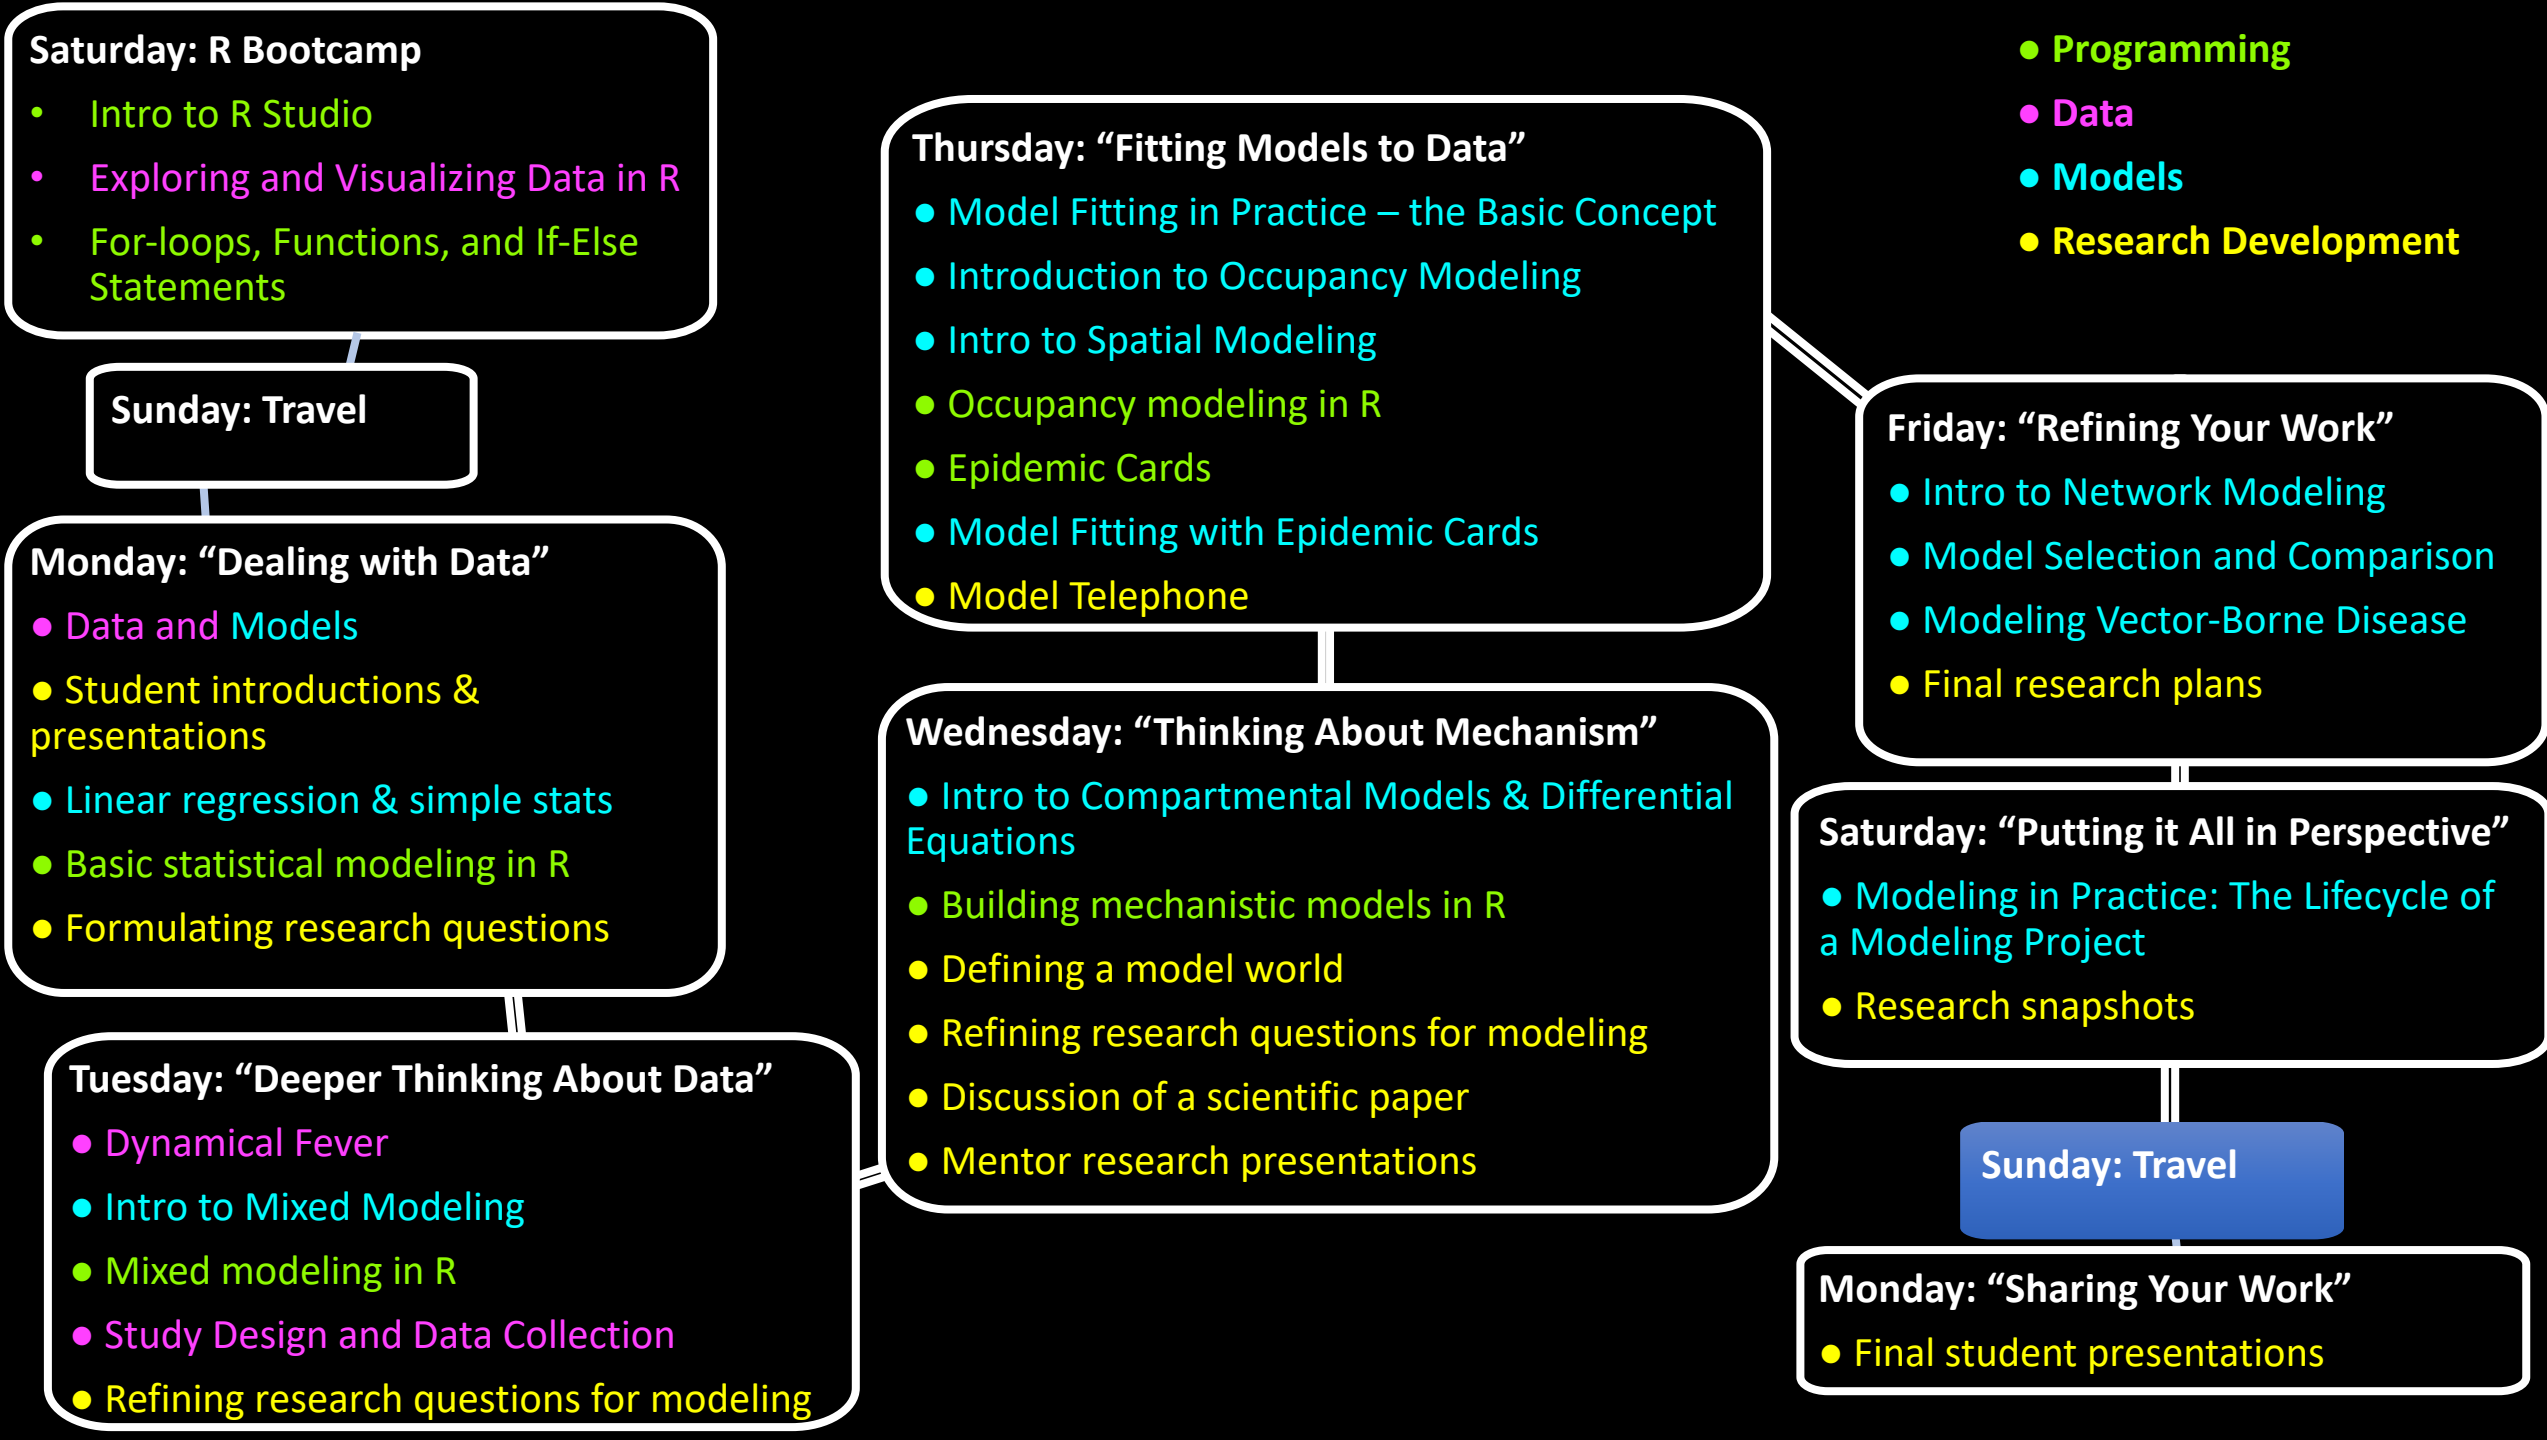 Saturday: R Bootcamp
• Intro to R Studio
• Exploring and Visualizing Data in R
• For-loops, Functions, and If-Else
Statements
Sunday: Travel
Monday: “Dealing with Data”
● Data and Models
● Student introductions &
presentations
● Linear regression & simple stats
● Basic statistical modeling in R
● Formulating research questions
Tuesday: “Deeper Thinking About Data”
● Dynamical Fever
● Intro to Mixed Modeling
● Mixed modeling in R
● Study Design and Data Collection
● Refining research questions for modeling
Wednesday: “Thinking About Mechanism”
● Intro to Compartmental Models & Differential
Equations
● Building mechanistic models in R
● Defining a model world
● Refining research questions for modeling
● Discussion of a scientific paper
● Mentor research presentations
Thursday: “Fitting Models to Data”
● Model Fitting in Practice – the Basic Concept
● Introduction to Occupancy Modeling
● Intro to Spatial Modeling
● Occupancy modeling in R
● Epidemic Cards
● Model Fitting with Epidemic Cards
● Model Telephone
● Programming
● Data
● Models
● Research Development
Friday: “Refining Your Work”
● Intro to Network Modeling
● Model Selection and Comparison
● Modeling Vector-Borne Disease
● Final research plans
Saturday: “Putting it All in Perspective”
● Modeling in Practice: The Lifecycle of
a Modeling Project
● Research snapshots
Sunday: Travel
Monday: “Sharing Your Work”
● Final student presentations